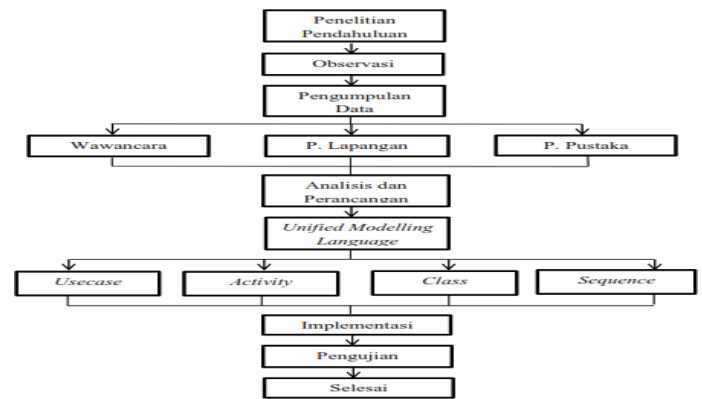 Penelitian
Pendahuluan
Observasi
Pengumpulan
Data
Wawancara
P. Lapangan
P. Pustaka
Analisis dan
Perancangan
Unified Modelling
Language
Usecase
Activity
Class
Sequence
Implementasi
Pengujian
Selesai